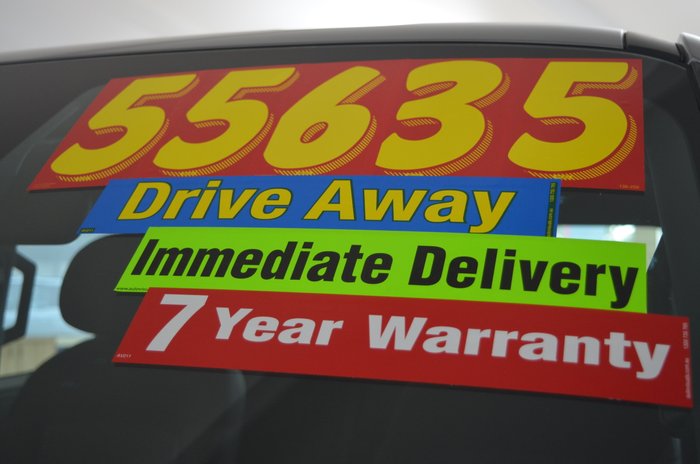 55635
Drive Away
Immediate Delivery
7 Year Warranty